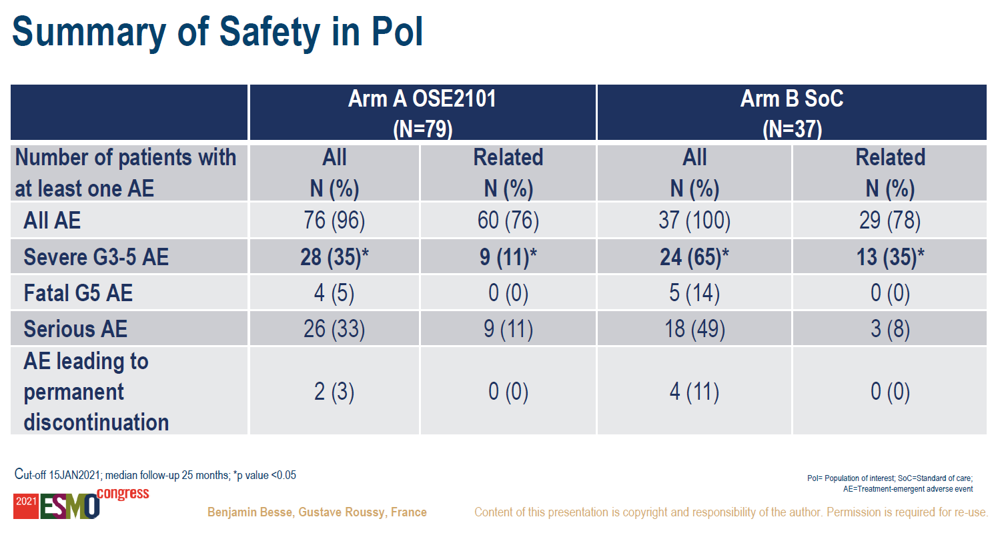 Summary of Safety in PoI
Arm A OSE2101
(N=79)
Arm B SoC
(N=37)
Number of patients with
at least one AE
All
N (%)
Related
N (%)
All
N (%)
Related
N (%)
All AE 76 (96) 60 (76) 37 (100) 29 (78)
Severe G3-5 AE 28 (35)* 9 (11)* 24 (65)* 13 (35)*
Fatal G5 AE 4 (5) 0 (0) 5 (14) 0 (0)
Serious AE 26 (33) 9 (11) 18 (49) 3 (8)
AE leading to
permanent
discontinuation
2 (3) 0 (0) 4 (11) 0 (0)
Cut-off 15JAN2021; median follow-up 25 months; *p value <0.05
PoI= Population of interest; SoC=Standard of care;
AE=Treatment-emergent adverse event
2021 ESMO congress
Benjamin Besse, Gustave Roussy, France
Content of this presentation is copyright and responsibility of the author. Permission is required for re-use.